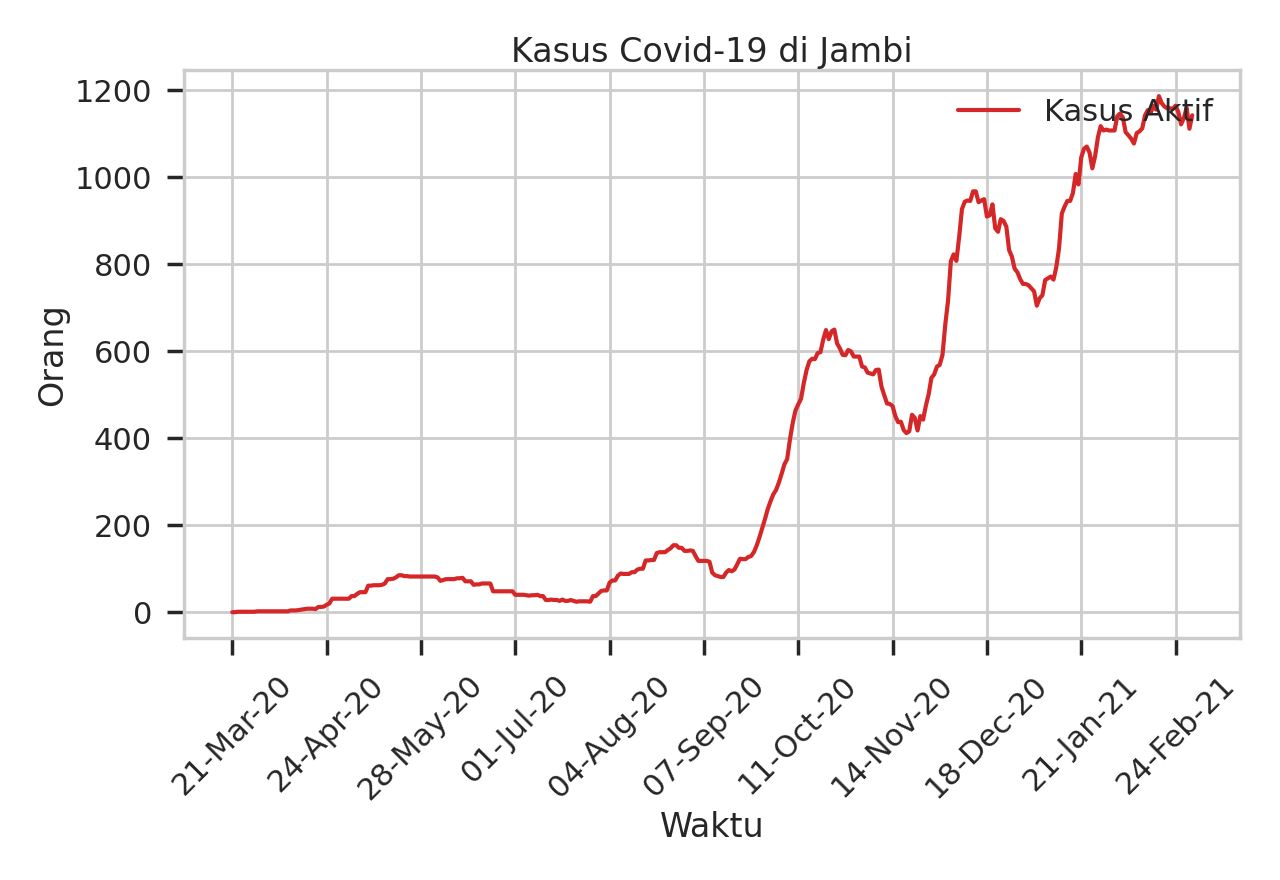 Kasus Covid-19 di Jambi
Kasus Aktif
1200
1000
800
600
400
200
0
Orang
21-Mar-20
24-Apr-20
28-May-20
01-Jul-20
04-Aug-20
07-Sep-20
11-Oct-20
14-Nov-20
18-Dec-20
21-Jan-21
24-Feb-21
Waktu